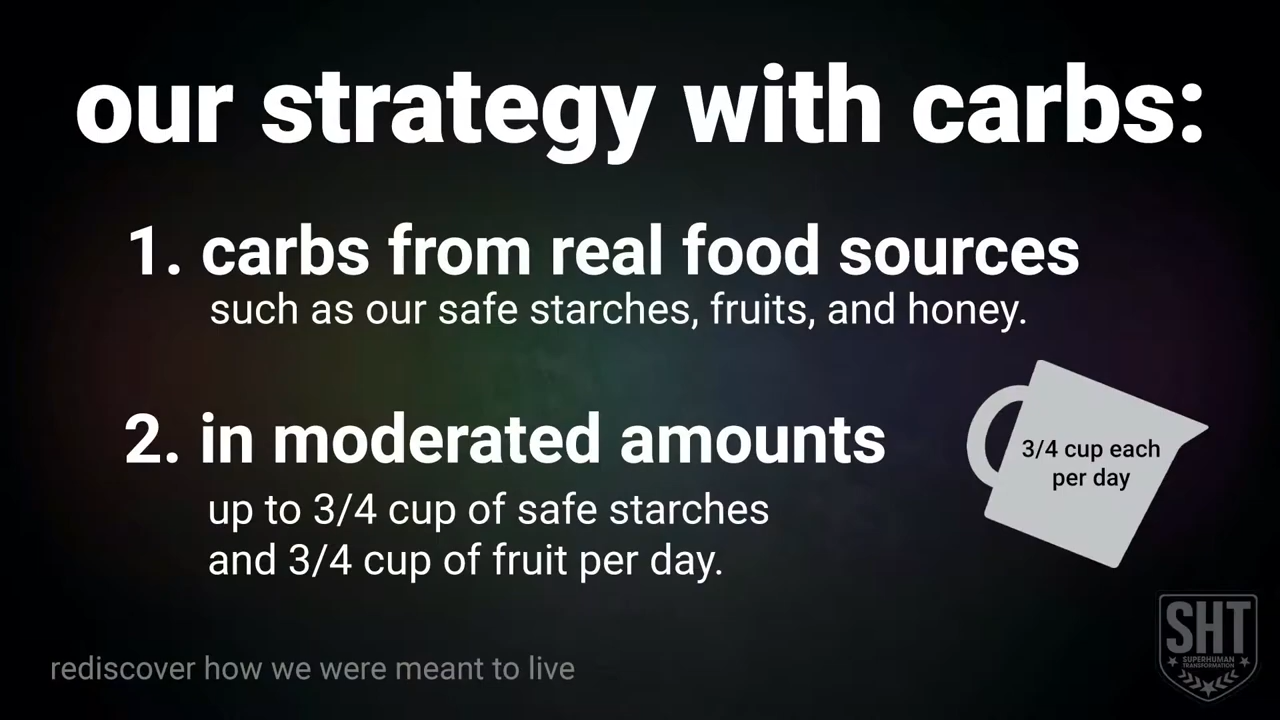 our strategy with carbs:
1. carbs from real food sources
such as our safe starches, fruits, and honey.
2. in moderated amounts
3/4 cup each
per day
up to 3/4 cup of safe starches
and 3/4 cup of fruit per day.
rediscover how we were meant to live
SHT
SUPERHUMAN
TRANSFORMATION